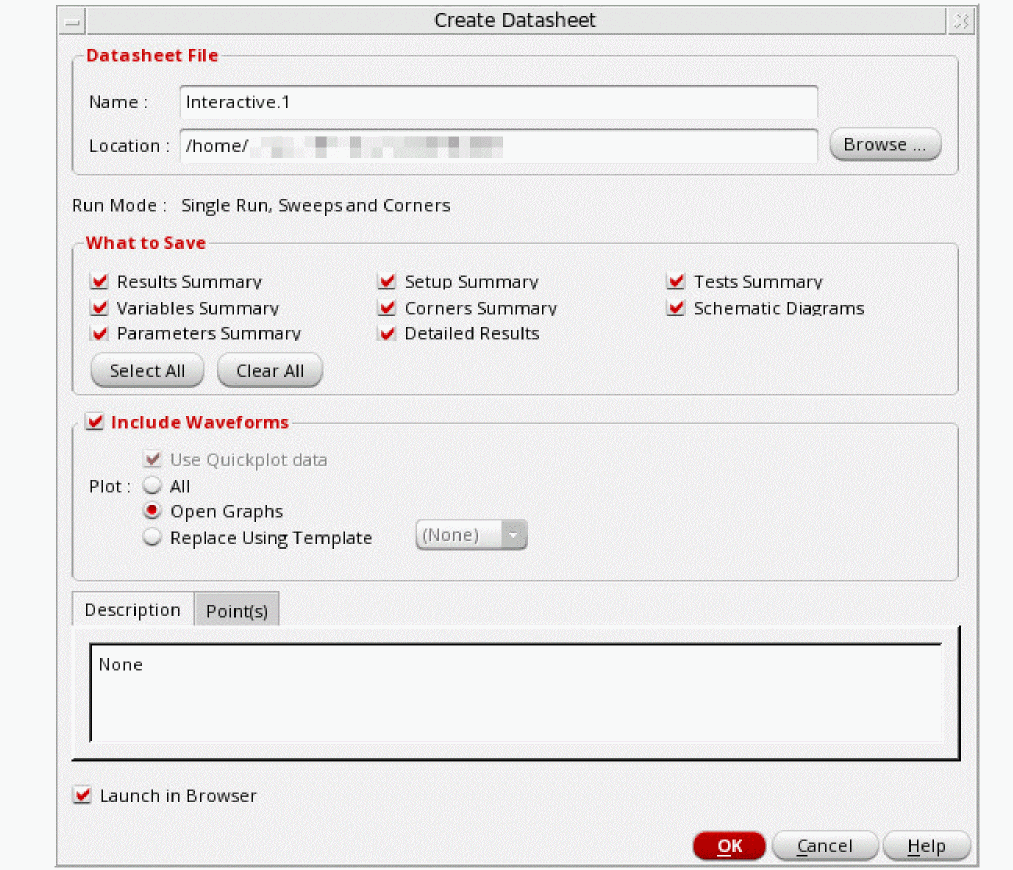 Create Datasheet
Datasheet File
Name : Interactive.1
Location : /home/ Browse ...
Run Mode : Single Run, Sweeps and Corners
What to Save
Results Summary Setup Summary Tests Summary
Variables Summary Corners Summary Schematic Diagrams
Parameters Summary Detailed Results
Select All Clear All
Include Waveforms
Use Quickplot data
Plot : All
Open Graphs
Replace Using Template (None)
Description Point(s)
None
Launch in Browser
OK Cancel Help